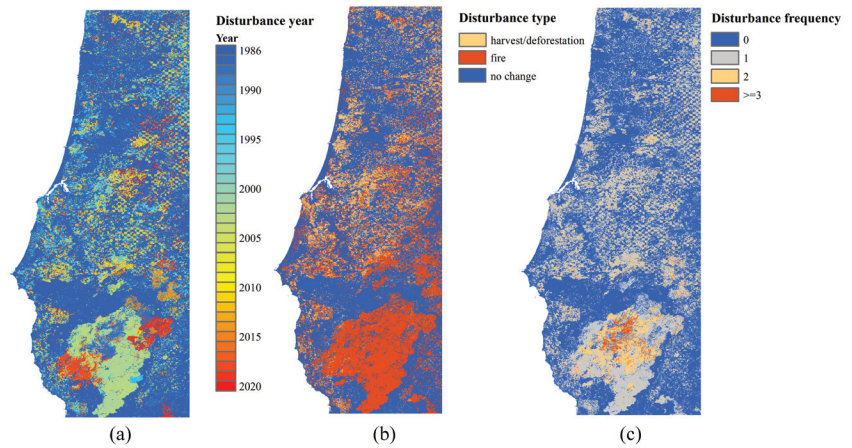 Disturbance year
Year
1986
1990
1995
2000
2005
2010
2015
2020
Disturbance type
harvest/deforestation
fire
no change
Disturbance frequency
0
1
2
>=3
(a)
(b)
(c)